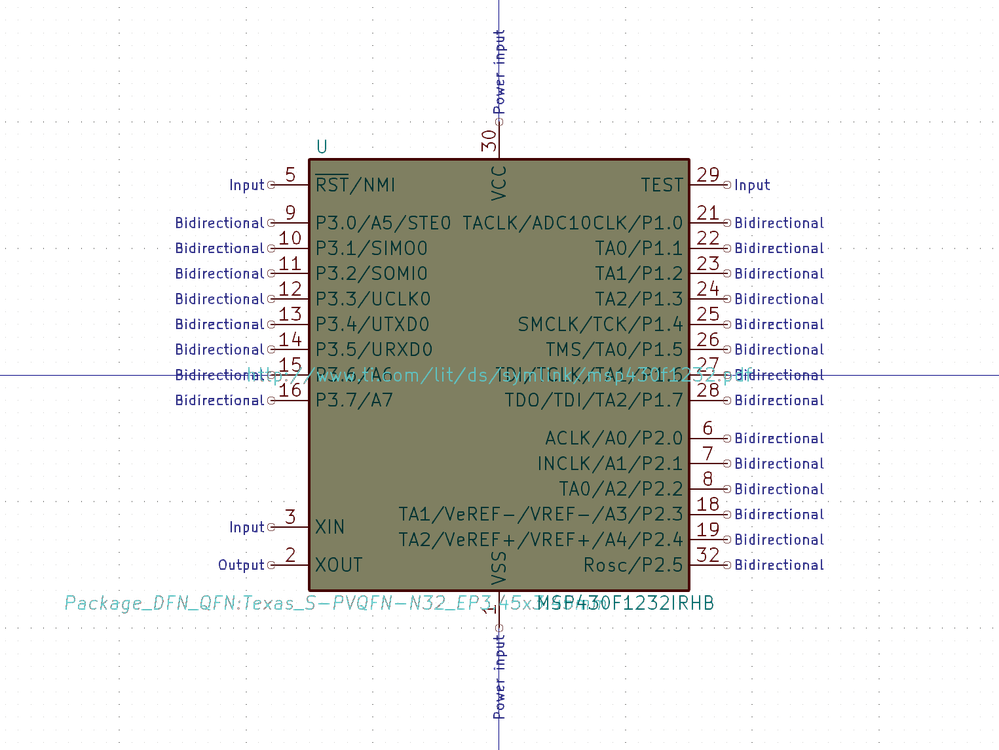 Power input
30
VCC
U
Input 5 RST/NMI TEST 29 Input
Bidirectional 9 P3.0/A5/STE0 TACLK/ADC10CLK/P1.0 21 Bidirectional
Bidirectional 10 P3.1/SIMO0 TA0/P1.1 22 Bidirectional
Bidirectional 11 P3.2/SOMI0 TA1/P1.2 23 Bidirectional
Bidirectional 12 P3.3/UCLK0 TA2/P1.3 24 Bidirectional
Bidirectional 13 P3.4/UTXD0 SMCLK/TCK/P1.4 25 Bidirectional
Bidirectional 14 P3.5/URXD0 TMS/TA0/P1.5 26 Bidirectional
Bidirectional 15 P3.6/A6 TDI/TCLK/TA1/P1.6 27 Bidirectional
http://www.ti.com/lit/ds/symlink/msp430f1232.pdf
Bidirectional 16 P3.7/A7 TDO/TDI/TA2/P1.7 28 Bidirectional
ACLK/A0/P2.0 6 Bidirectional
INCLK/A1/P2.1 7 Bidirectional
TA0/A2/P2.2 8 Bidirectional
TA1/VeREF-/VREF-/A3/P2.3 18 Bidirectional
Input 3 XIN
TA2/VeREF+/VREF+/A4/P2.4 19 Bidirectional
Output 2 XOUT Rosc/P2.5 32 Bidirectional
VSS
1
Package_DFN_QFN:Texas_S-PVQFN-N32_EP3.45x3.45mm
MSP430F1232IRHB
Power input